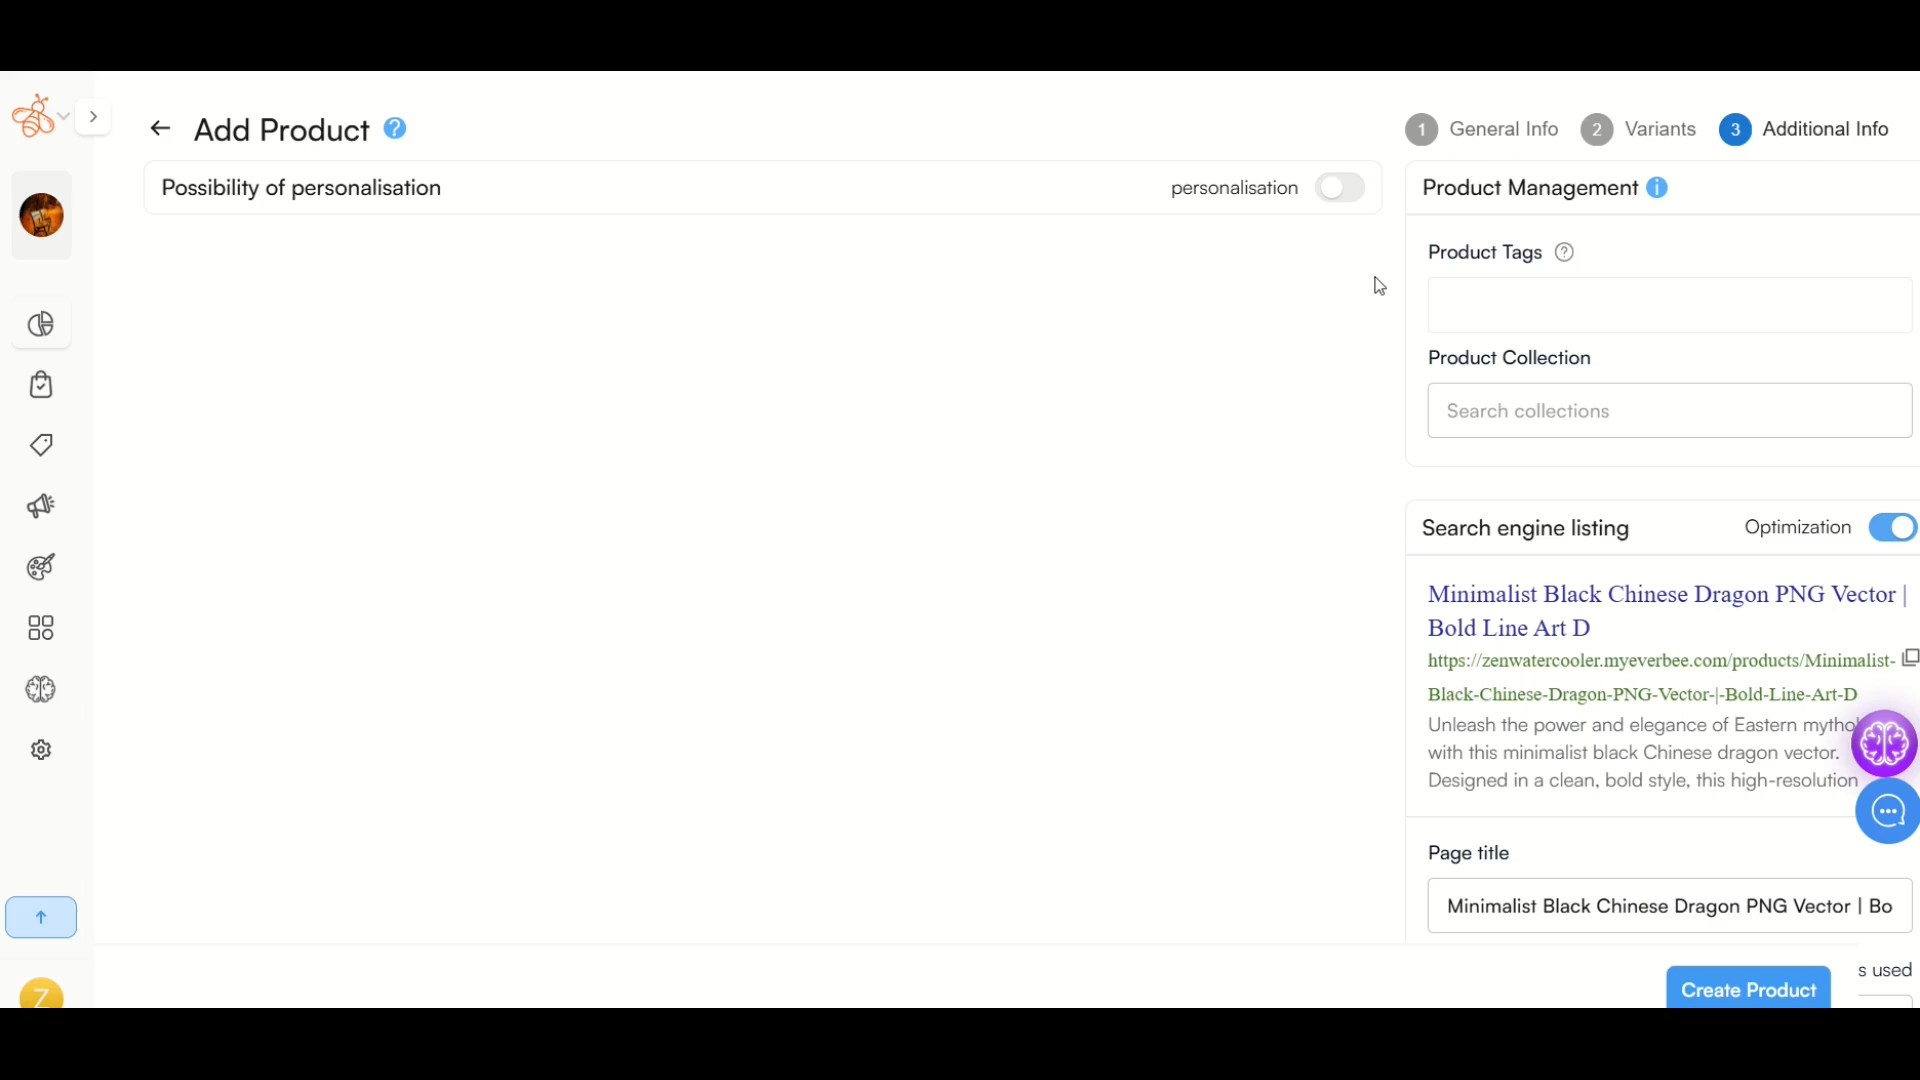 Add Product ?
1 General Info 2 Variants 3 Additional Info
Possibility of personalisation
personalisation
Product Management i
Product Tags ?
Product Collection
Search collections
Search engine listing
Optimization
Minimalist Black Chinese Dragon PNG Vector |
Bold Line Art D
https://zenwatercooler.myeverbee.com/products/Minimalist-
Black-Chinese-Dragon-PNG-Vector-|-Bold-Line-Art-D
Unleash the power and elegance of Eastern mythol
with this minimalist black Chinese dragon vector.
Designed in a clean, bold style, this high-resolution
Page title
Minimalist Black Chinese Dragon PNG Vector | Bo
s used
Create Product
Z